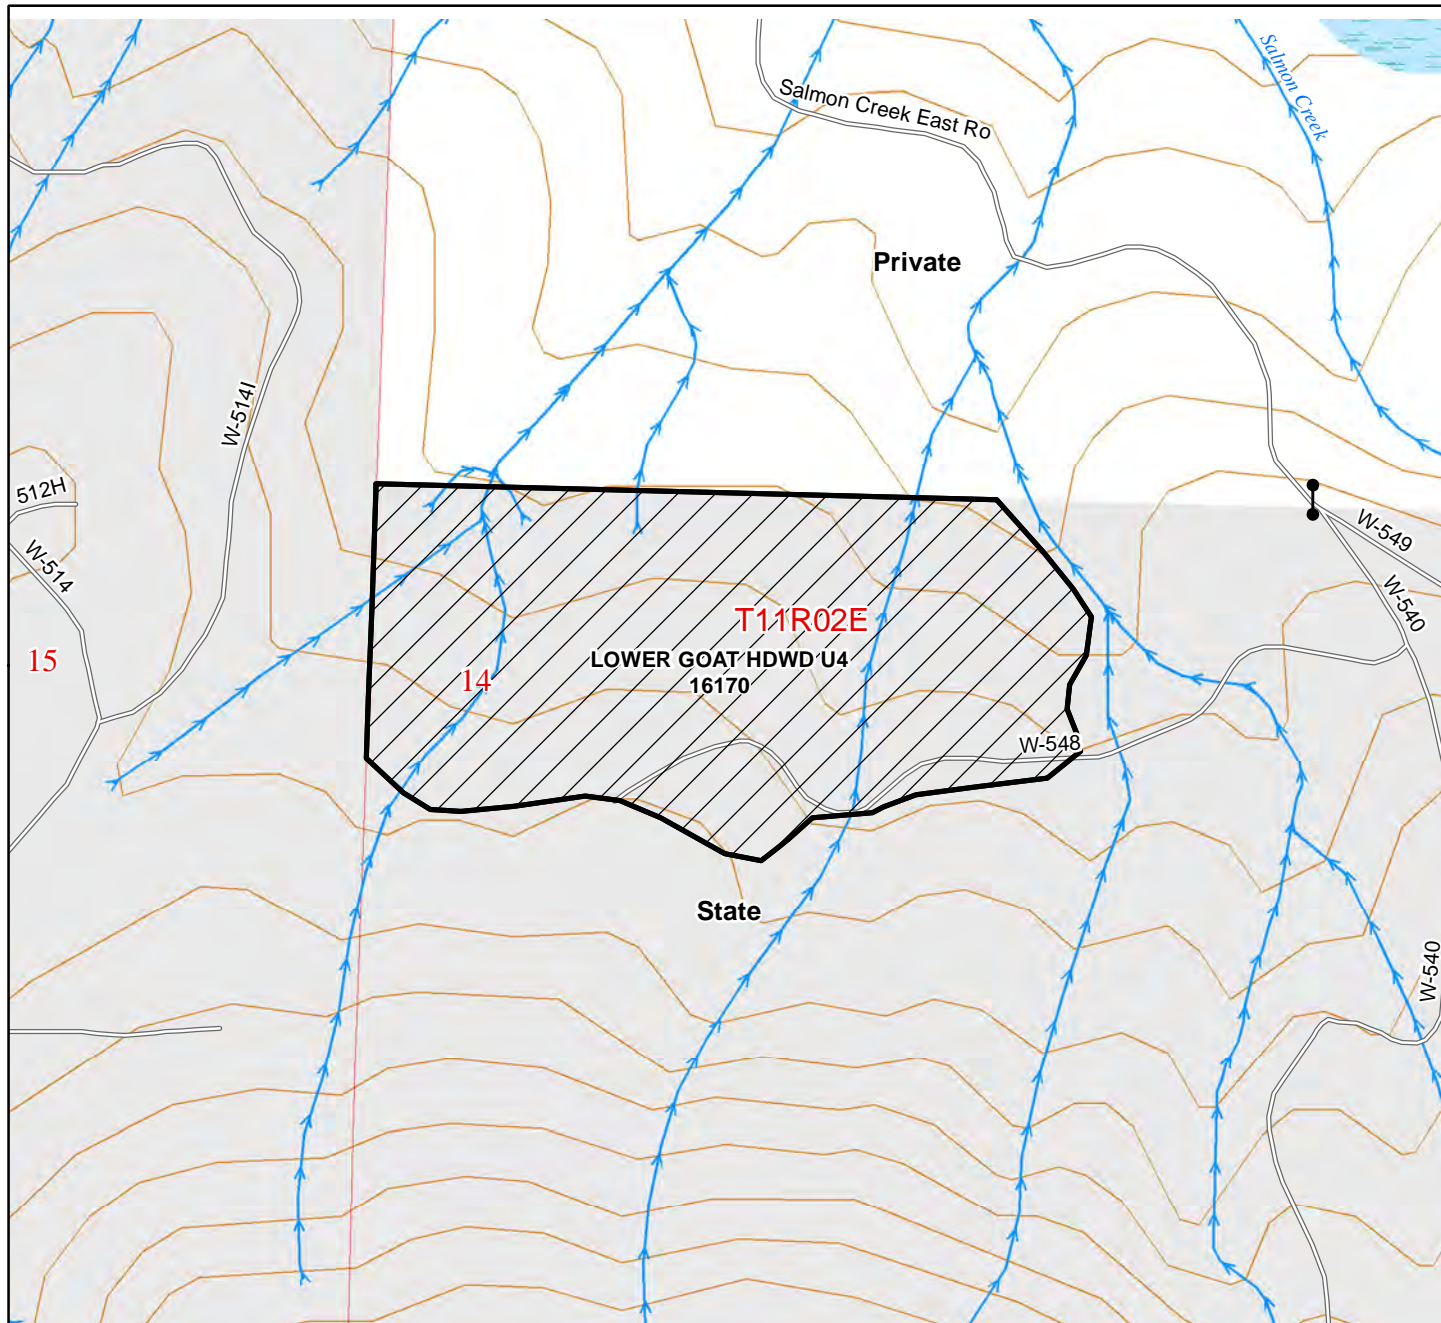 Salmon Creek
Salmon Creek East Ro
Private
W-514I
512H
W-549
W-514
W-540
T11R02E
15
LOWER GOAT HDWD U4
14
16170
W-548
State
W-540